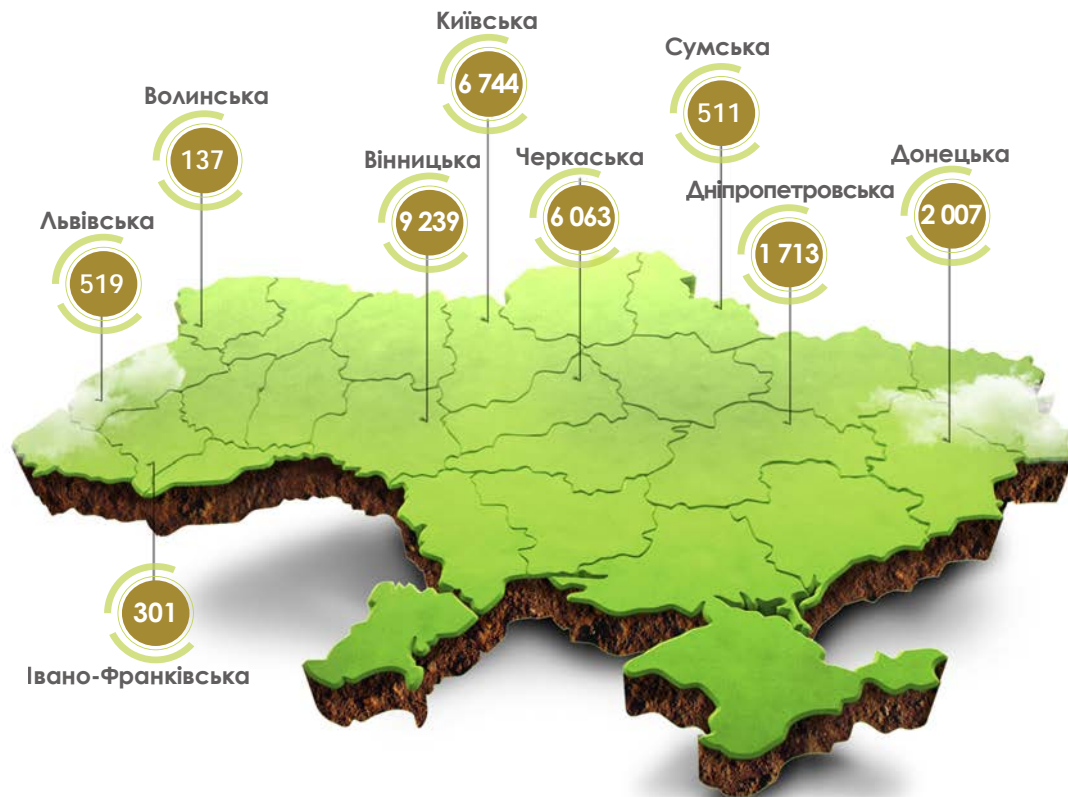 Київська
6 744
Сумська
511
Волинська
137
Вінницька
9 239
Черкаська
6 063
Донецька
2 007
Дніпропетровська
1 713
Львівська
519
301
Івано-Франківська